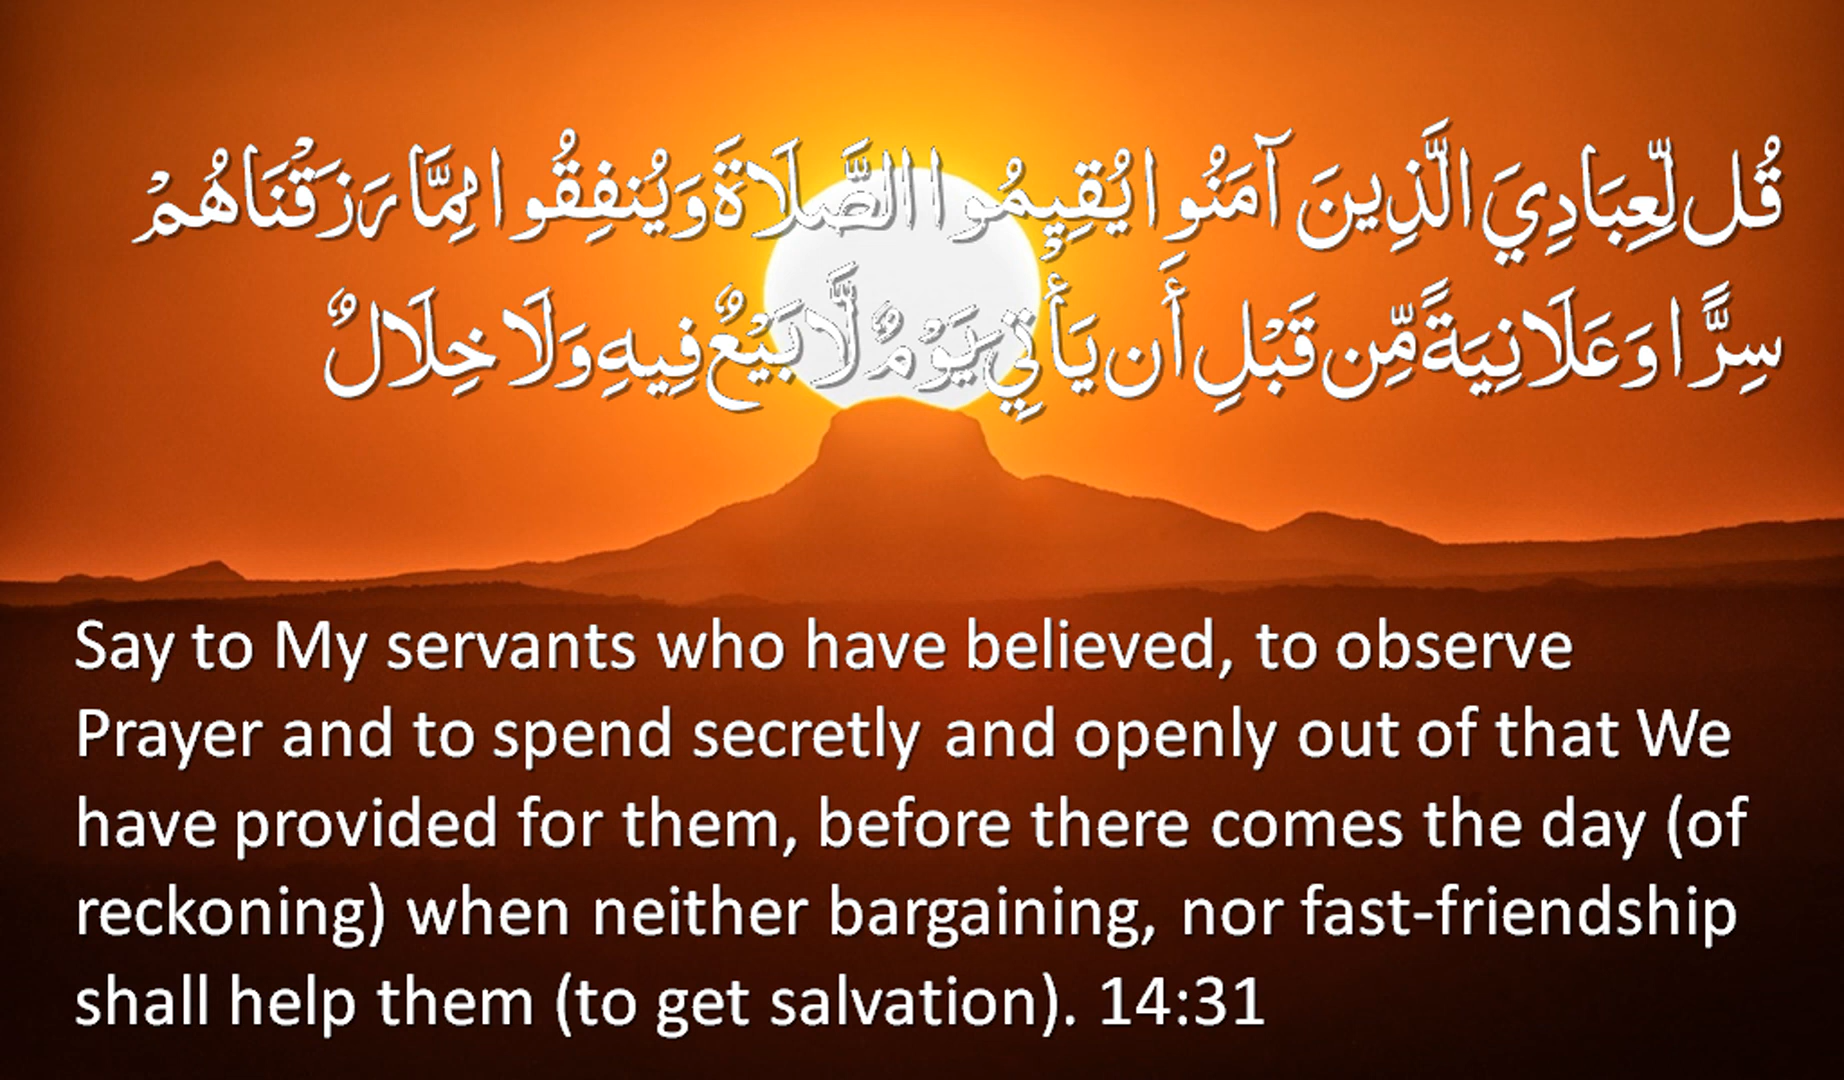 قُل لِّعِبَادِيَ الَّذِينَ آمَنُوا يُقِيمُوا الصَّلَاةَ وَيُنفِقُوا مِمَّا رَزَقْنَاهُمْ
سِرًّا وَعَلَانِيَةً مِّن قَبْلِ أَن يَأْتِيَ يَوْمٌ لَّا بَيْعٌ فِيهِ وَلَا خِلَالٌ
Say to My servants who have believed, to observe
Prayer and to spend secretly and openly out of that We
have provided for them, before there comes the day (of
reckoning) when neither bargaining, nor fast-friendship
shall help them (to get salvation). 14:31